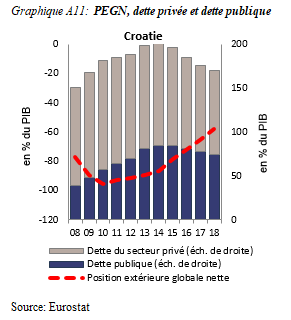 Graphique A11: PEGN, dette privée et dette publique
Croatie
en % du PIB
0
-20
-40
-60
-80
-100
-120
200
150
100
50
0
en % du PIB
08 09 10 11 12 13 14 15 16 17 18
Dette du secteur privé (éch. de droite)
Dette publique (éch. de droite)
Position extérieure globale nette
Source: Eurostat